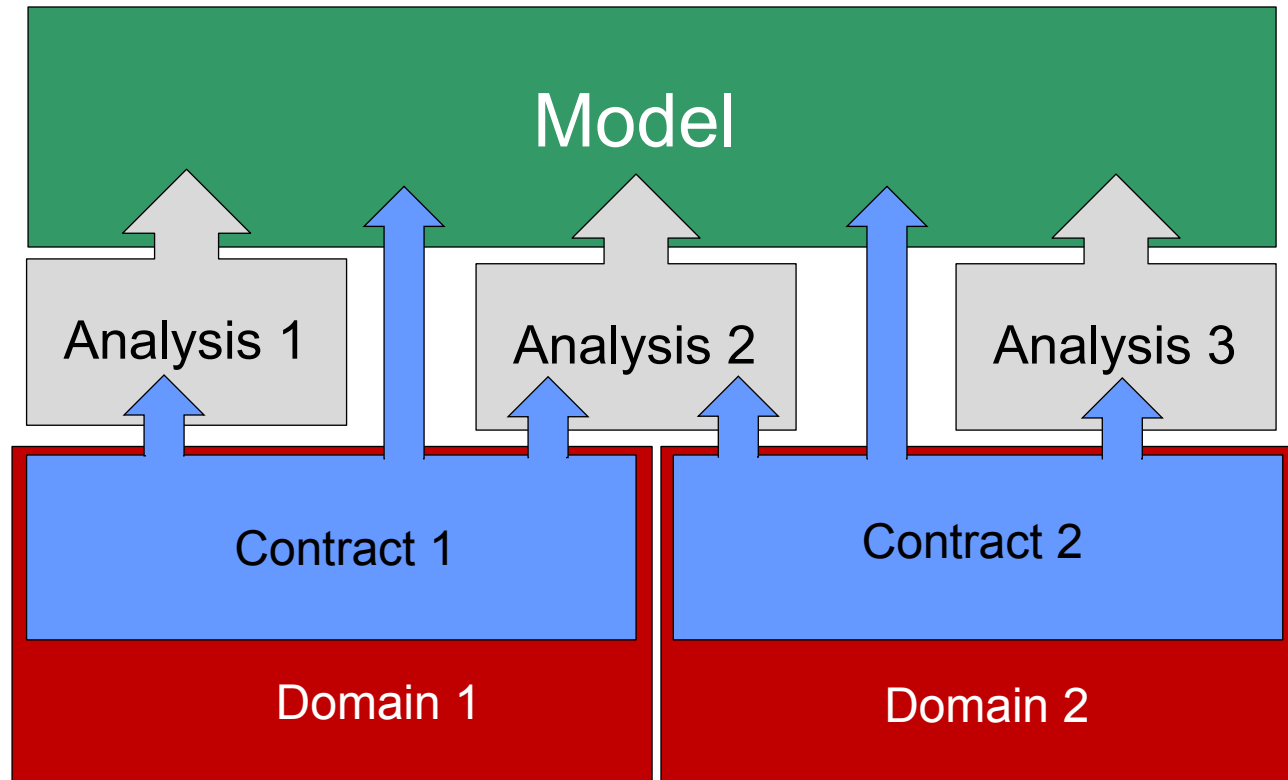 Model
Analysis 1
Analysis 2
Analysis 3
Contract 1
Contract 2
Domain 1
Domain 2